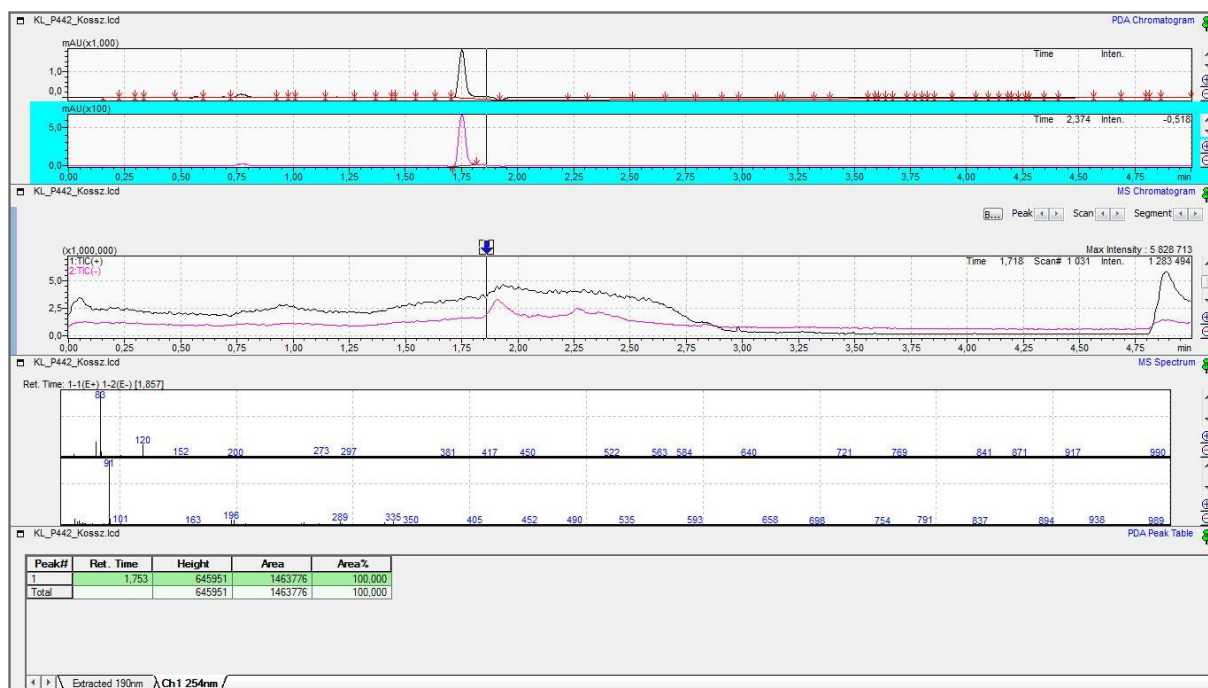 KL_P442_Kossz.lcd PDA Chromatogram
mAU(x1,000)
Time Inten.
1,0
0,0
mAU(x100)
Time 2,374 Inten. -0,518
5,0
0,0
0,00 0,25 0,50 0,75 1,00 1,25 1,50 1,75 2,00 2,25 2,50 2,75 3,00 3,25 3,50 3,75 4,00 4,25 4,50 4,75 min
KL_P442_Kossz.lcd MS Chromatogram
B... Peak Scan Segment
(x1,000,000) Max Intensity : 5 828 713
1:TIC(+) Time 1,718 Scan# 1 031 Inten. 1 283 494
2:TIC(-)
5,0
2,5
0,0
0,00 0,25 0,50 0,75 1,00 1,25 1,50 1,75 2,00 2,25 2,50 2,75 3,00 3,25 3,50 3,75 4,00 4,25 4,50 4,75 min
KL_P442_Kossz.lcd MS Spectrum
Ret. Time: 1-1(E+) 1-2(E-) [1,857]
83
120 152 200 273 297 381 417 450 522 563 584 640 721 769 841 871 917 990
91
101 163 196 289 335 350 405 452 490 535 593 658 698 754 791 837 894 938 989
KL_P442_Kossz.lcd PDA Peak Table
Peak# Ret. Time Height Area Area%
1 1,753 645951 1463776 100,000
Total 645951 1463776 100,000
Extracted 190nm Ch1 254nm